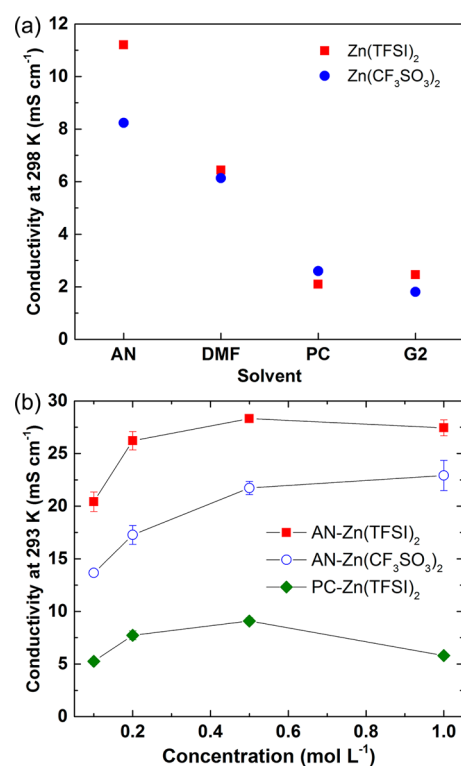 (a)
12
10
8
6
4
2
0
Conductivity at 298 K (mS cm⁻¹)
Zn(TFSI)₂
Zn(CF₃SO₃)₂
AN DMF PC G2
Solvent
(b)
30
25
20
15
10
5
0
Conductivity at 293 K (mS cm⁻¹)
AN-Zn(TFSI)₂
AN-Zn(CF₃SO₃)₂
PC-Zn(TFSI)₂
0.2 0.4 0.6 0.8 1.0
Concentration (mol L⁻¹)